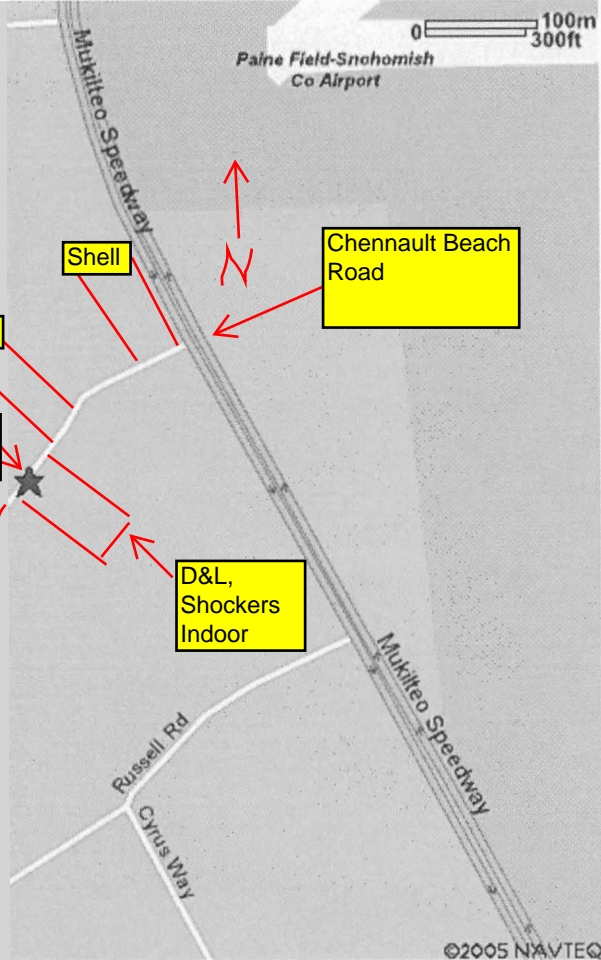 0
100m
300ft
Paine Field-Snohomish
Co Airport
Mukilteo Speedway
N
Shell
Chennault Beach
Road
D&L,
Shockers
Indoor
Mukilteo Speedway
Russell Rd
Cyrus Way
©2005 NAVTEQ